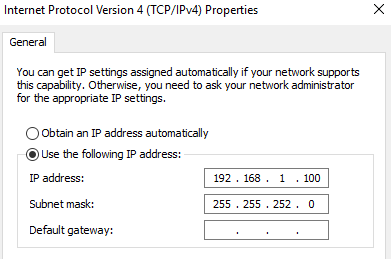 Internet Protocol Version 4 (TCP/IPv4) Properties
General
You can get IP settings assigned automatically if your network supports
this capability. Otherwise, you need to ask your network administrator
for the appropriate IP settings.
Obtain an IP address automatically
Use the following IP address:
IP address: 192 . 168 . 1 . 100
Subnet mask: 255 . 255 . 252 . 0
Default gateway: . . .